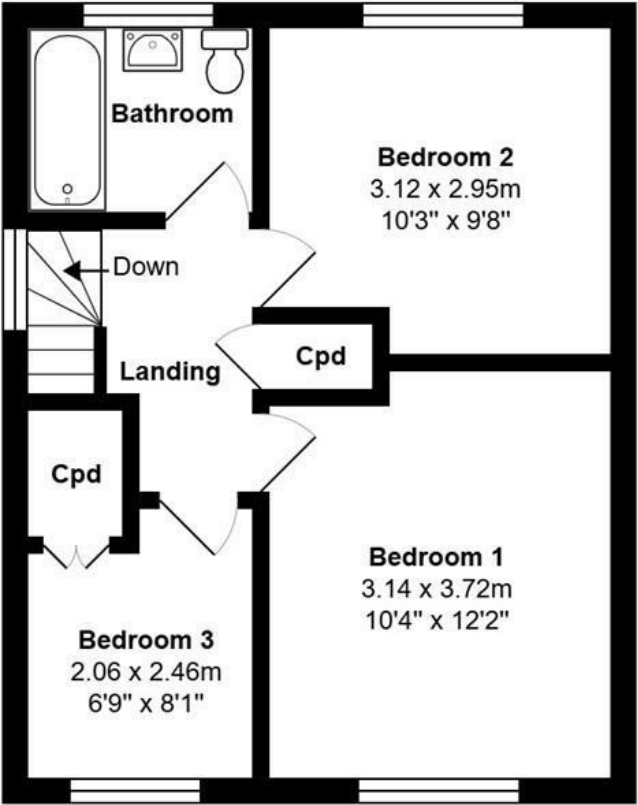 Bathroom
Bedroom 2
3.12 x 2.95m
10'3" x 9'8"
Down
Landing
Cpd
Cpd
Bedroom 1
3.14 x 3.72m
10'4" x 12'2"
Bedroom 3
2.06 x 2.46m
6'9" x 8'1"